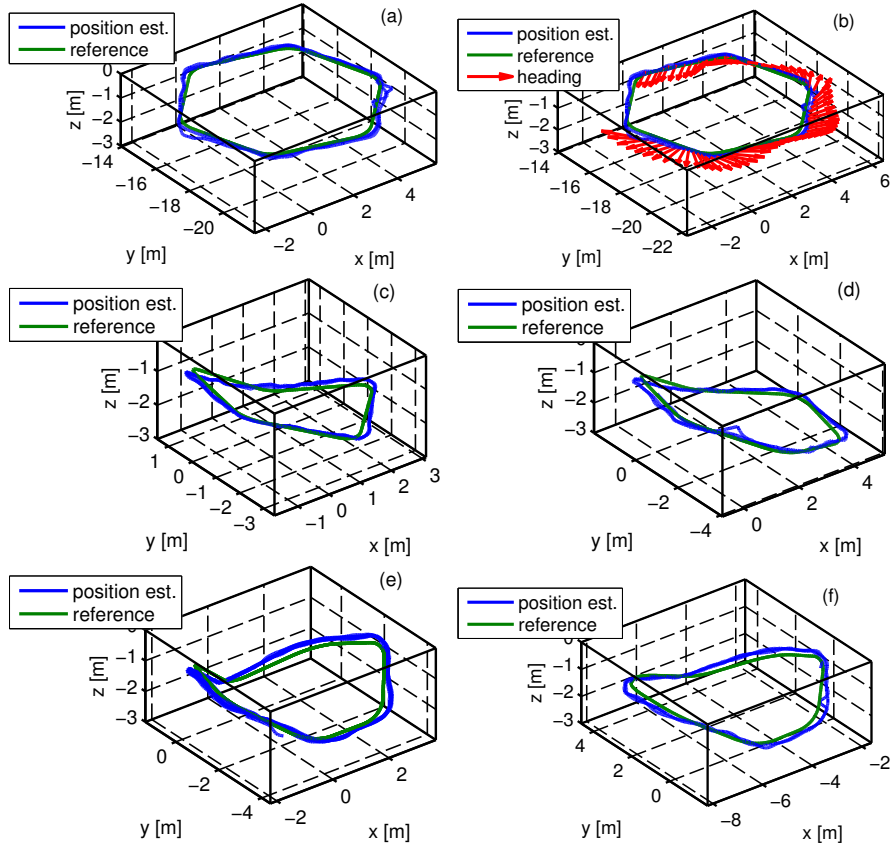 (a)
position est.
reference
0
−1
−2
−3
z [m]
−14
−16
−18
−20
y [m]
−2
0
2
4
x [m]
(b)
position est.
reference
heading
0
−1
−2
−3
z [m]
−14
−16
−18
−20
−22
y [m]
−2
0
2
4
6
x [m]
(c)
position est.
reference
−1
−2
−3
z [m]
1
0
−1
−2
−3
y [m]
−1
0
1
2
3
x [m]
(d)
position est.
reference
−1
−2
−3
z [m]
0
−2
−4
y [m]
0
2
4
x [m]
(e)
position est.
reference
−1
−2
−3
z [m]
0
−2
−4
y [m]
−2
0
2
x [m]
(f)
position est.
reference
0
−1
−2
−3
z [m]
4
2
0
y [m]
−8
−6
−4
−2
x [m]